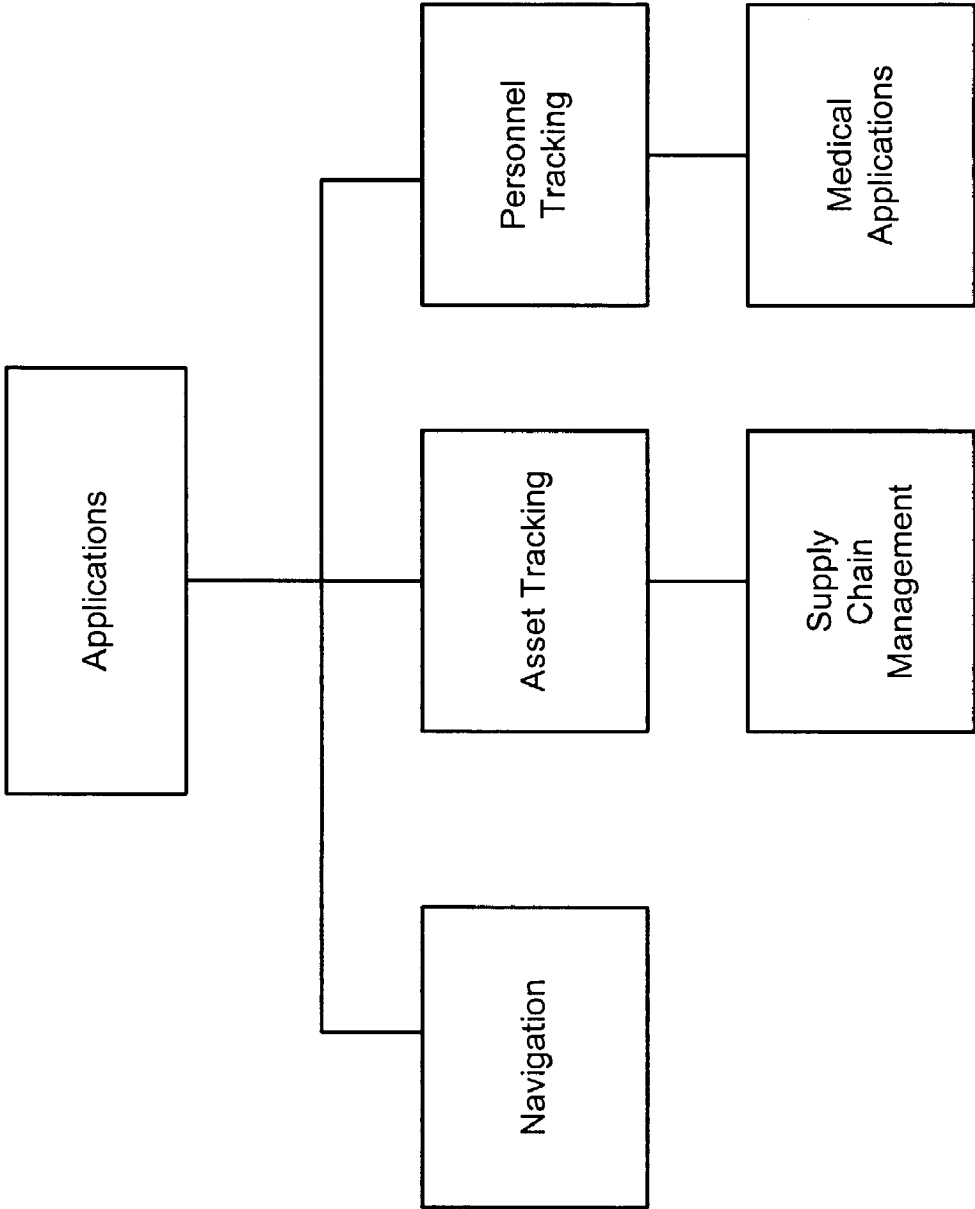 Applications
Navigation
Asset Tracking
Personnel
Tracking
Supply
Chain
Management
Medical
Applications